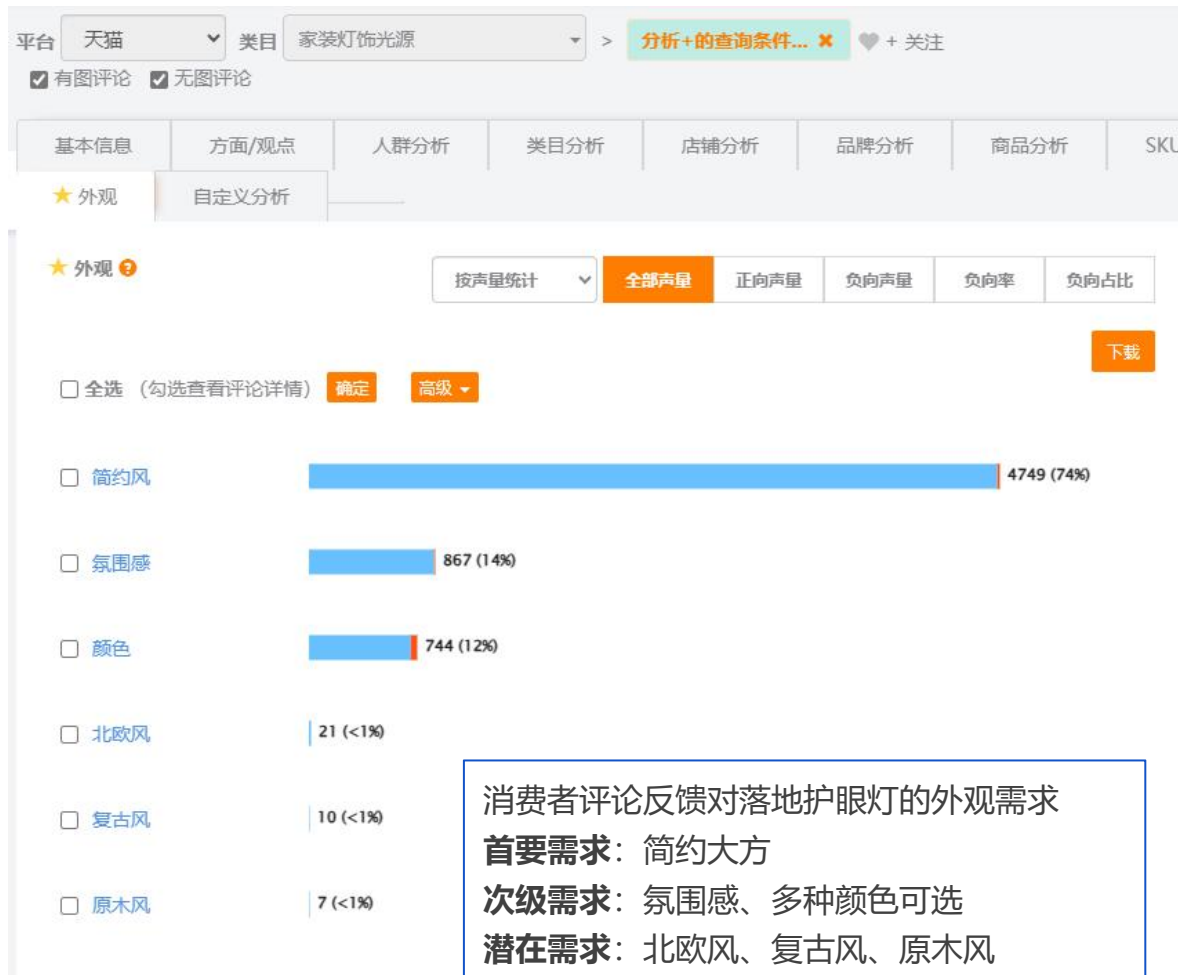 平台 天猫 类目 家装灯饰光源 > 分析+的查询条件... ✖ + 关注
有图评论 无图评论
基本信息 方面/观点 人群分析 类目分析 店铺分析 品牌分析 商品分析 SKU
外观 自定义分析
外观 按声量统计 全部声量 正向声量 负向声量 负向率 负向占比
下载
全选 (勾选查看评论详情) 确定 高级
简约风 4749 (74%)
氛围感 867 (14%)
颜色 744 (12%)
北欧风 21 (<1%)
复古风 10 (<1%)
原木风 7 (<1%)
消费者评论反馈对落地护眼灯的外观需求
首要需求：简约大方
次级需求：氛围感、多种颜色可选
潜在需求：北欧风、复古风、原木风